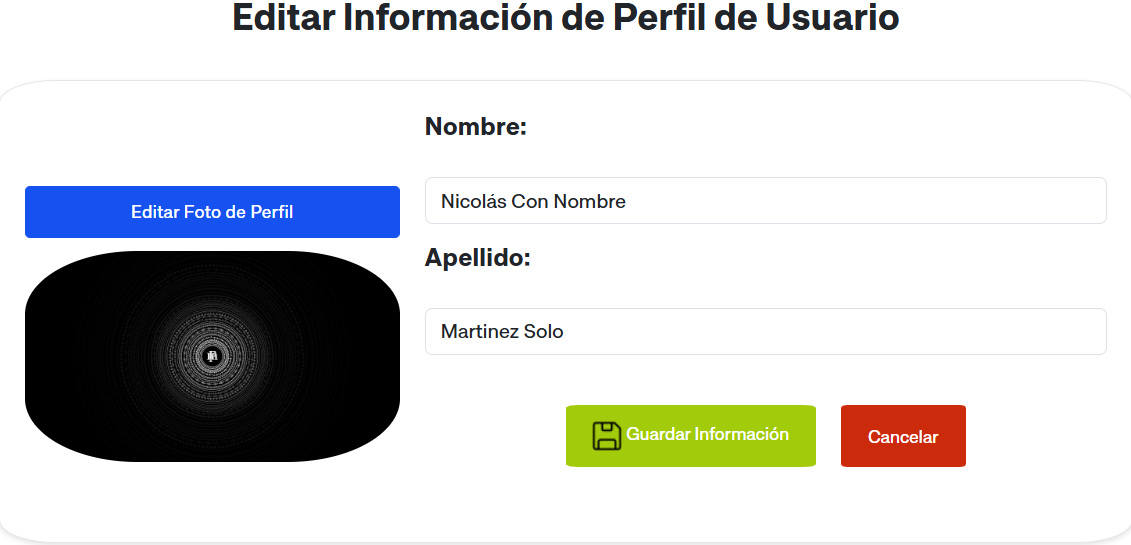 Editar Información de Perfil de Usuario
Nombre:
Editar Foto de Perfil
Nicolás Con Nombre
Apellido:
Martinez Solo
Guardar Información
Cancelar